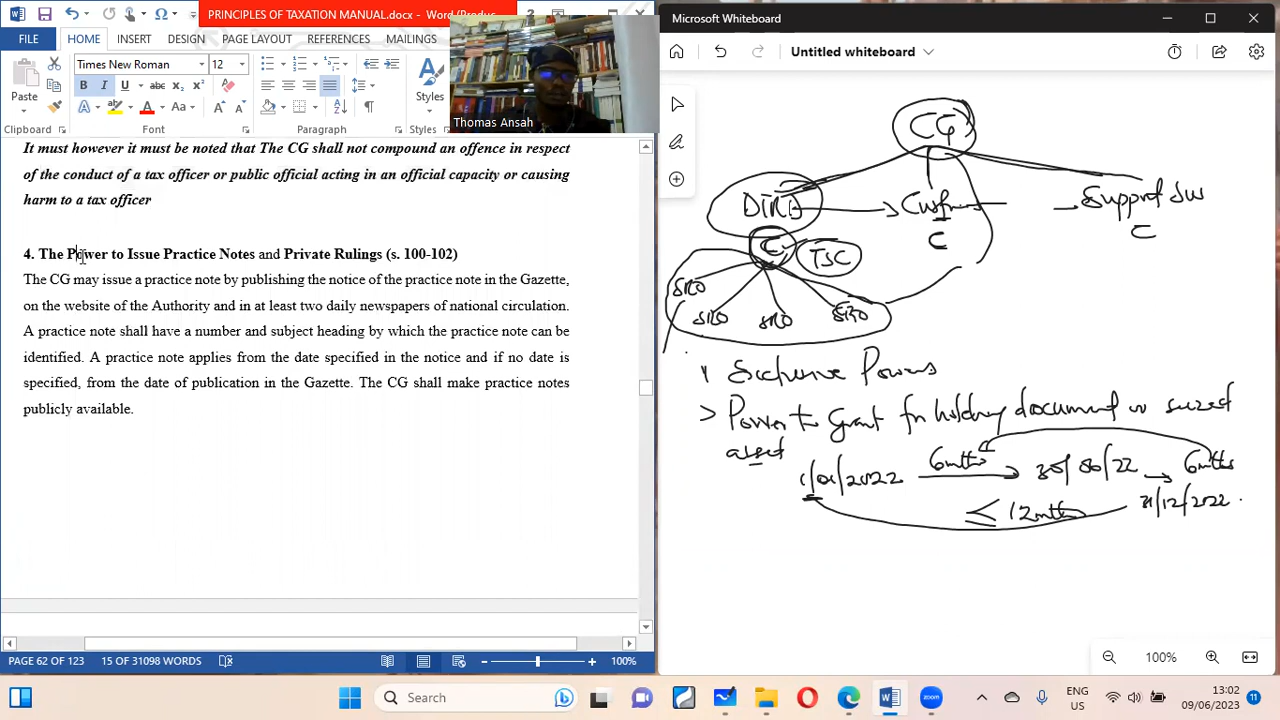 PRINCIPLES OF TAXATION MANUAL.docx - Word (Produc
FILE HOME INSERT DESIGN PAGE LAYOUT REFERENCES MAILINGS
Paste
Times New Roman 12
B I U abc X₂ X²
A Aa A A
Styles
Clipboard Font Paragraph Styles
Thomas Ansah
It must however it must be noted that The CG shall not compound an offence in respect
of the conduct of a tax officer or public official acting in an official capacity or causing
harm to a tax officer
4. The Power to Issue Practice Notes and Private Rulings (s. 100-102)
The CG may issue a practice note by publishing the notice of the practice note in the Gazette,
on the website of the Authority and in at least two daily newspapers of national circulation.
A practice note shall have a number and subject heading by which the practice note can be
identified. A practice note applies from the date specified in the notice and if no date is
specified, from the date of publication in the Gazette. The CG shall make practice notes
publicly available.
PAGE 62 OF 123 15 OF 31098 WORDS 100%
Microsoft Whiteboard
Untitled whiteboard
CG
Support
C
C
C TSC
SRO
SRO SRO SRO
Powers
> Power to Grant for holding document or seized
asset
1/01/2022 6mths 30/06/22 6mths
≤ 12mths 31/12/2022
100%
Search
zoom
ENG
US
13:02
09/06/2023
11